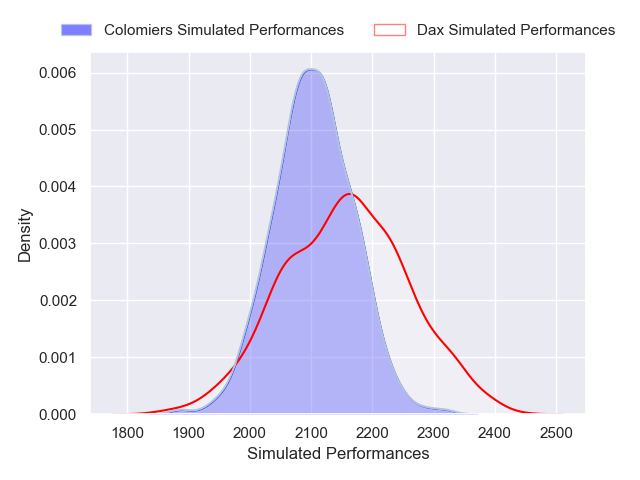 Colomiers Simulated Performances Dax Simulated Performances
0.006
0.005
0.004
0.003
0.002
0.001
0.000
Density
1800 1900 2000 2100 2200 2300 2400 2500
Simulated Performances